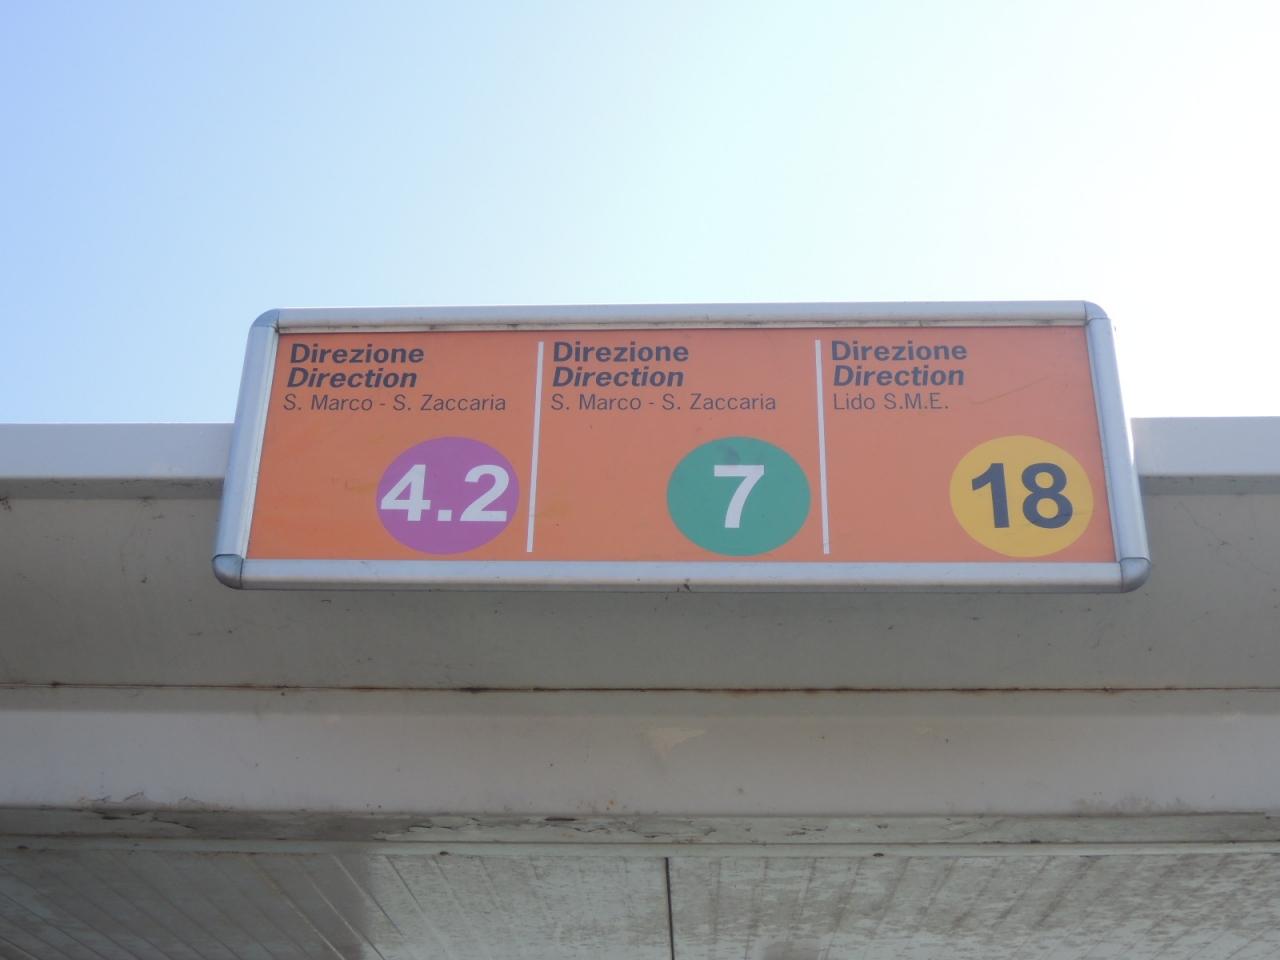 Direzione
Direction
S. Marco - S. Zaccaria
4.2
Direzione
Direction
S. Marco - S. Zaccaria
7
Direzione
Direction
Lido S.M.E.
18